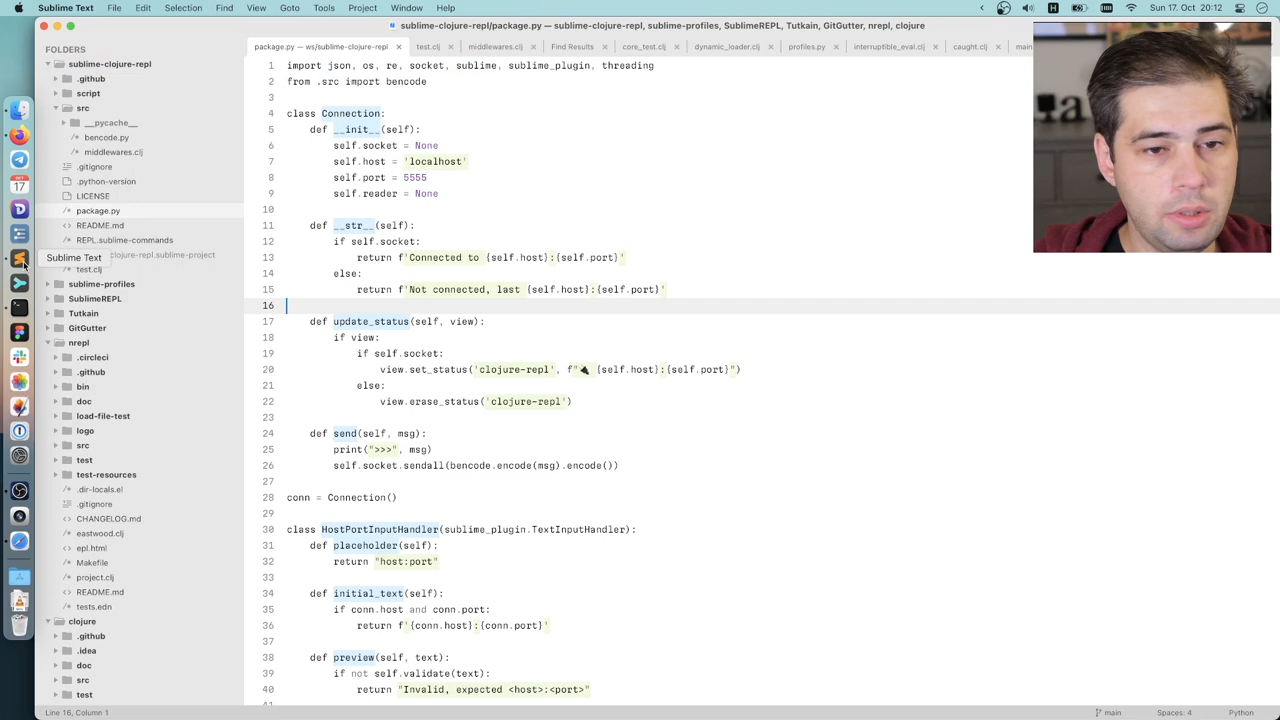 File Edit Selection Find View Goto Tools Project Window Help
Sun 17. Oct 20:12
sublime-clojure-repl/package.py — sublime-clojure-repl, sublime-profiles, SublimeREPL, Tutkain, GitGutter, nrepl, clojure
package.py — ws/sublime-clojure-repl
test.clj
middlewares.clj
Find Results
core_test.clj
dynamic_loader.clj
profiles.py
interruptible_eval.clj
caught.clj
main
FOLDERS
sublime-clojure-repl
.github
script
src
__pycache__
bencode.py
middlewares.clj
.gitignore
.python-version
LICENSE
package.py
README.md
REPL.sublime-commands
Sublime Text
clojure-repl.sublime-project
test.clj
sublime-profiles
SublimeREPL
Tutkain
GitGutter
nrepl
.circleci
.github
bin
doc
load-file-test
logo
src
test
test-resources
.dir-locals.el
.gitignore
CHANGELOG.md
eastwood.clj
epl.html
Makefile
project.clj
README.md
tests.edn
clojure
.github
.idea
doc
src
test
OCT
17
1 import json, os, re, socket, sublime, sublime_plugin, threading
2 from .src import bencode
3
4 class Connection:
5 def __init__(self):
6 self.socket = None
7 self.host = 'localhost'
8 self.port = 5555
9 self.reader = None
10
11 def __str__(self):
12 if self.socket:
13 return f'Connected to {self.host}:{self.port}'
14 else:
15 return f'Not connected, last {self.host}:{self.port}'
16
17 def update_status(self, view):
18 if view:
19 if self.socket:
20 view.set_status('clojure-repl', f"🔌 {self.host}:{self.port}")
21 else:
22 view.erase_status('clojure-repl')
23
24 def send(self, msg):
25 print(">>>", msg)
26 self.socket.sendall(bencode.encode(msg).encode())
27
28 conn = Connection()
29
30 class HostPortInputHandler(sublime_plugin.TextInputHandler):
31 def placeholder(self):
32 return "host:port"
33
34 def initial_text(self):
35 if conn.host and conn.port:
36 return f'{conn.host}:{conn.port}'
37
38 def preview(self, text):
39 if not self.validate(text):
40 return "Invalid, expected <host>:<port>"
41
Line 16, Column 1
main
Spaces: 4
Python